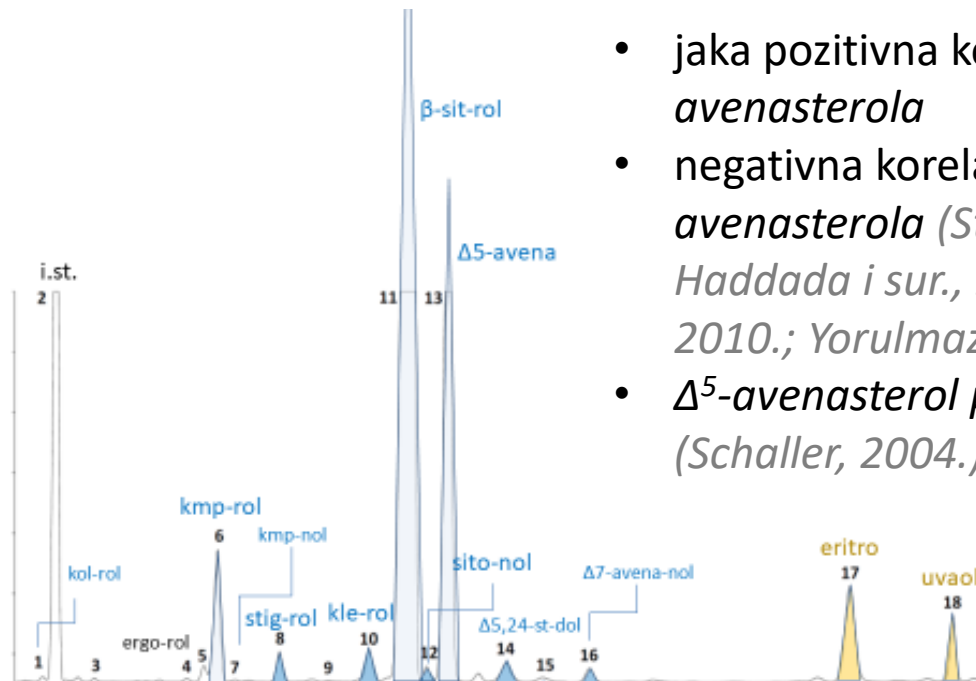 • jaka pozitivna ko
avenasterola
• negativna korela
avenasterola (St
Haddada i sur.,
2010.; Yorulmaz
• Δ⁵-avenasterol p
(Schaller, 2004.)
β-sit-rol
Δ5-avena
i.st.
2
11 13
kmp-rol
6
kmp-nol
kol-rol
stig-rol
8
kle-rol
10
sito-nol
Δ7-avena-nol
Δ5,24-st-dol
ergo-rol
eritro
17
uvaol
18
1 3 4 5 7 9 12 14 15 16